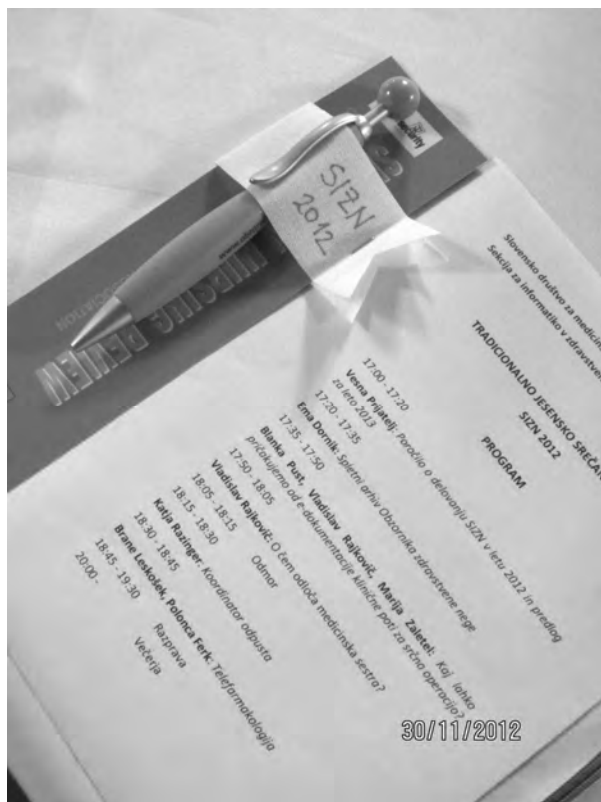 security
SIZN
2012
NURSING REVIEW
Slovensko društvo za
Sekcija za informatiko v
TRADICIONALNO JESENSKO
SIZN 2012
PROGRAM
17:00 - 17:20
Vesna Prijatelj: Poročilo o delovanju SIZN v letu 2012 in predlog
za leto 2013
17:20 - 17:35
Ema Dornik: Spletni arhiv Obzornika zdravstvene nege
17:35 - 17:50
Blanka Pust, Vladislav Rajkovič, Marija Zaletel: Kaj lahko
pričakujemo od e-dokumentacije klinične poti za srčno operacijo?
17:50 - 18:05
Vladislav Rajkovič: O čem odloča medicinska sestra?
18:05 - 18:15 Odmor
18:15 - 18:30
Katja Razinger: Koordinator odpusta
18:30 - 18:45
Brane Leskošek, Polonca Ferk: Telefarmakologija
18:45 - 19:30 Razprava
20:00 - Večerja
30/11/2012